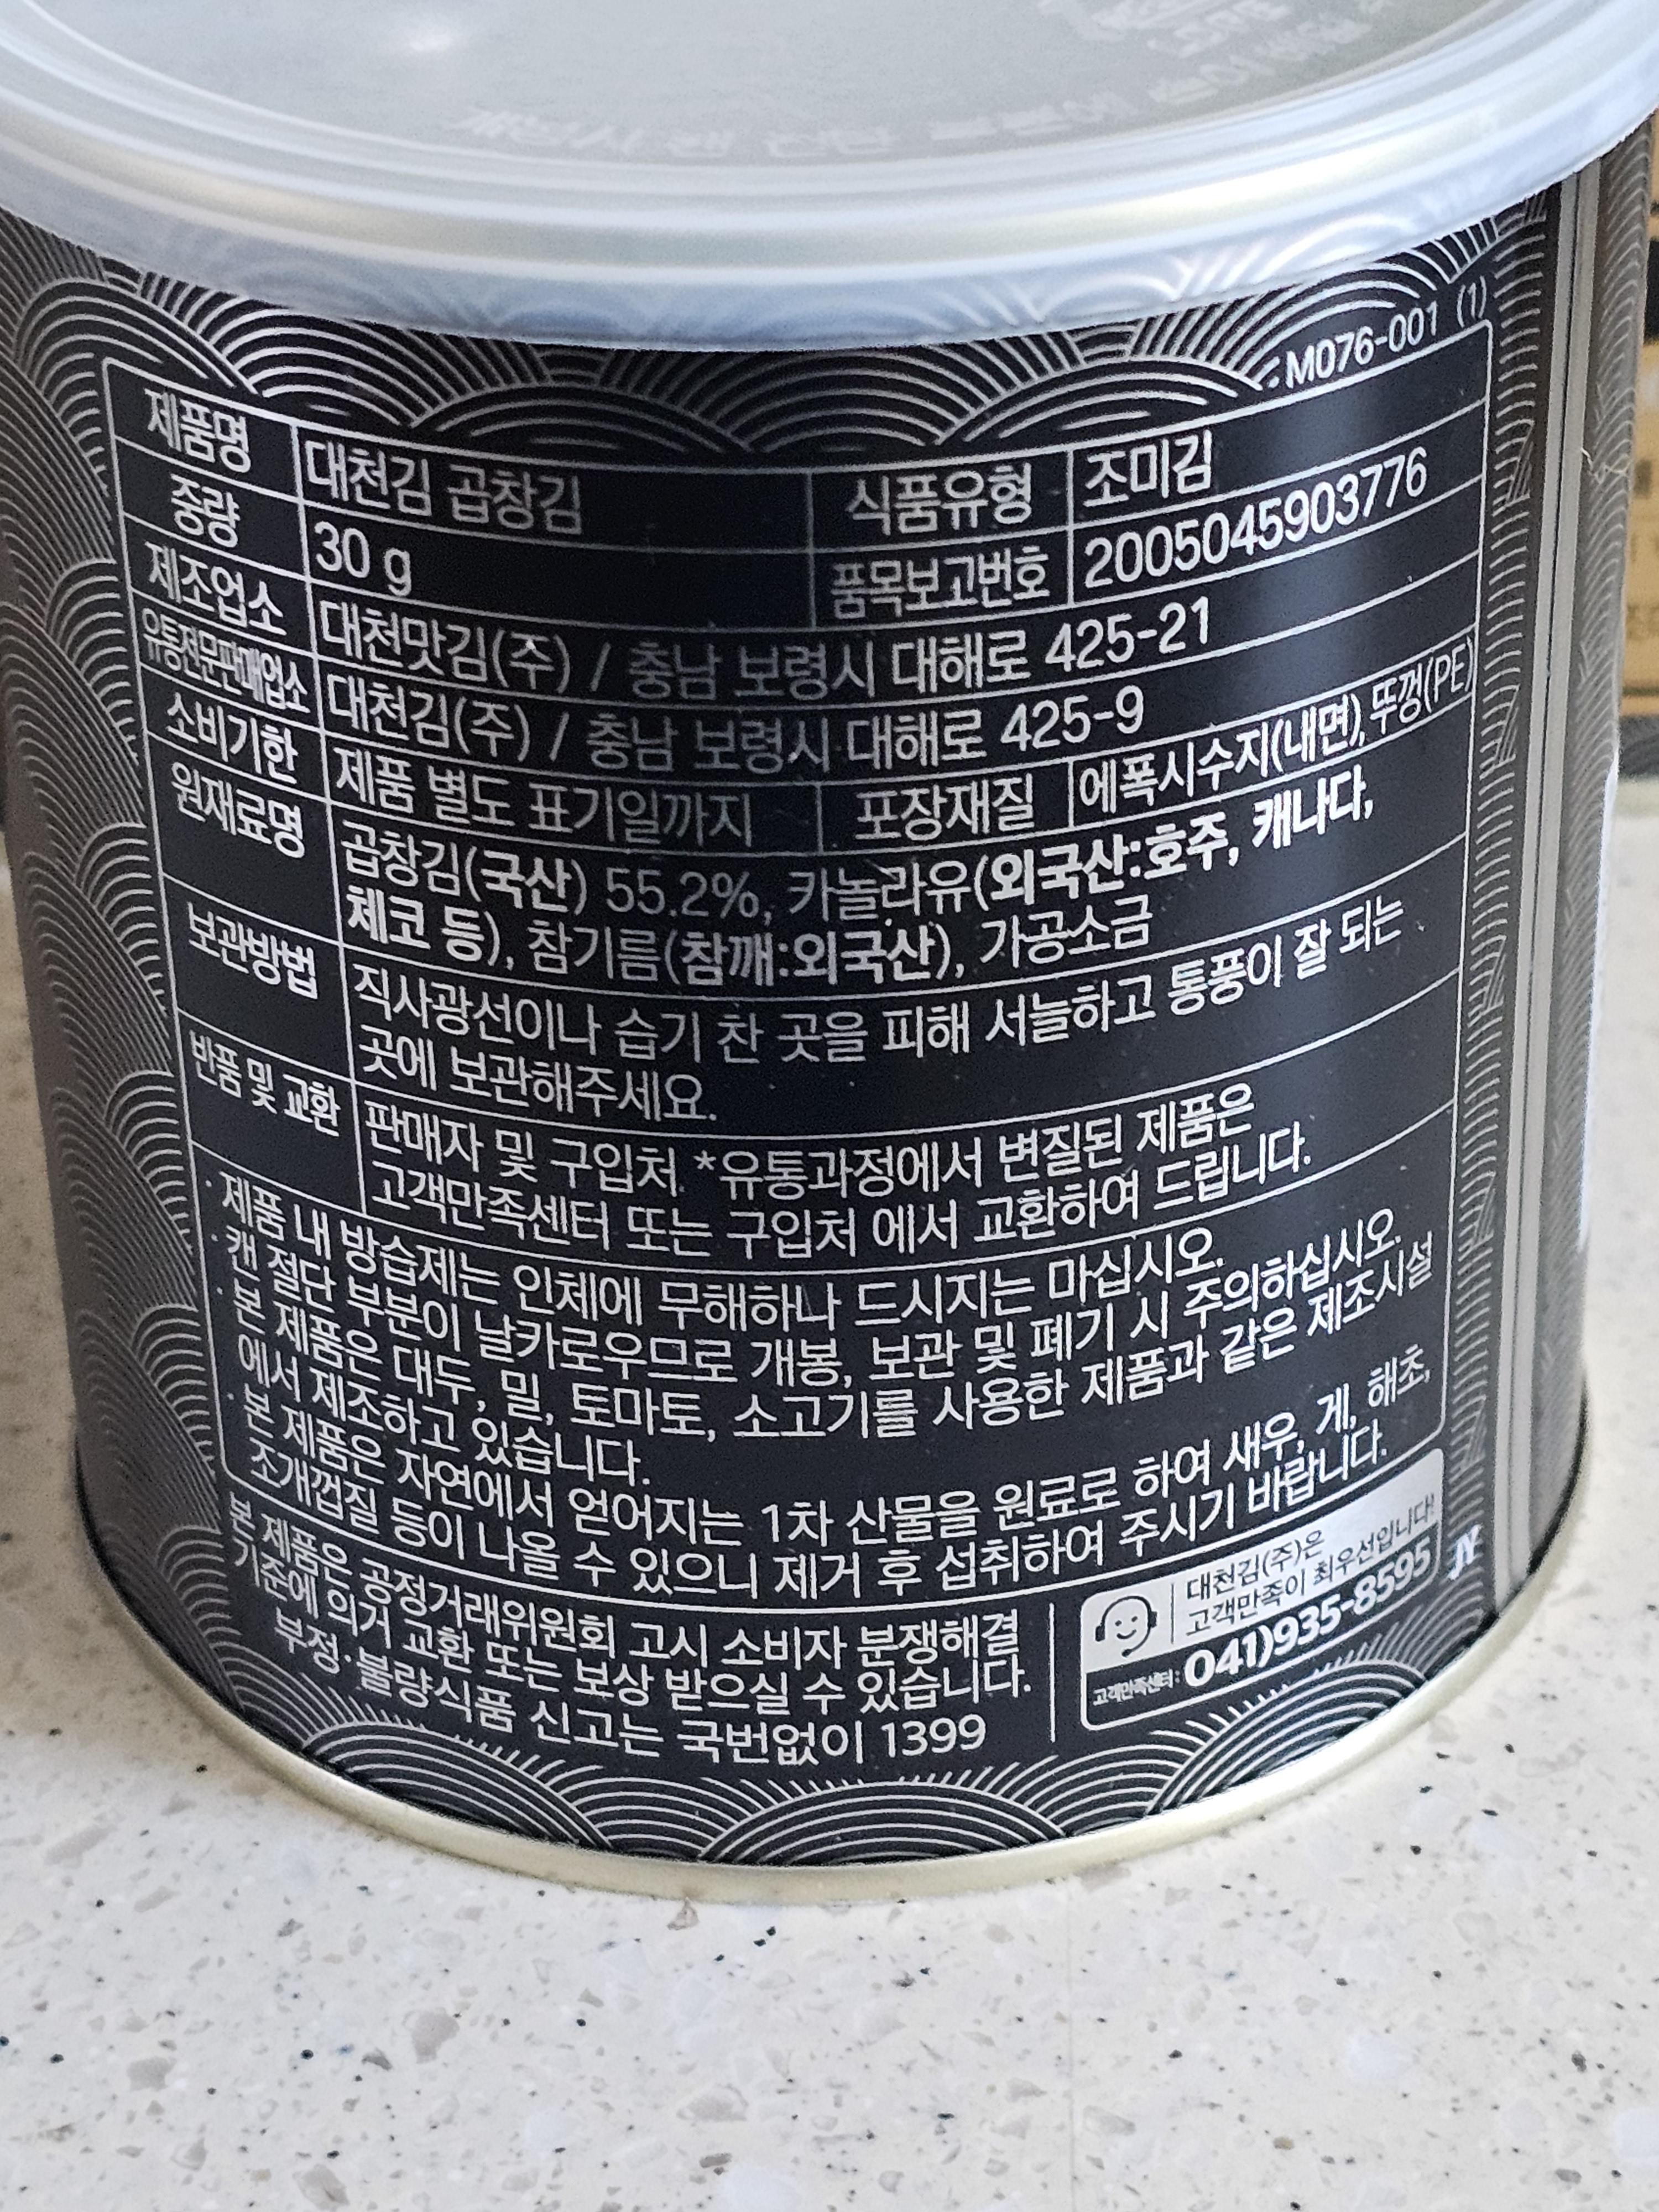 M076-001 (1)
제품명 대천김 곱창김 식품유형 조미김
중량 30 g 품목보고번호 2005045903776
제조업소 대천맛김(주) / 충남 보령시 대해로 425-21
유통전문판매업소 대천김(주) / 충남 보령시 대해로 425-9
소비기한 제품 별도 표기일까지 포장재질 에폭시수지(내면), 뚜껑(PE)
원재료명 곱창김(국산) 55.2%, 카놀라유(외국산:호주, 캐나다,
체코 등), 참기름(참깨:외국산), 가공소금
보관방법 직사광선이나 습기 찬 곳을 피해 서늘하고 통풍이 잘 되는
곳에 보관해주세요.
반품 및 교환 판매자 및 구입처 *유통과정에서 변질된 제품은
고객만족센터 또는 구입처 에서 교환하여 드립니다.
· 제품 내 방습제는 인체에 무해하나 드시지는 마십시오.
· 캔 절단 부분이 날카로우므로 개봉, 보관 및 폐기 시 주의하십시오.
· 본 제품은 대두, 밀, 토마토, 소고기를 사용한 제품과 같은 제조시설
에서 제조하고 있습니다.
· 본 제품은 자연에서 얻어지는 1차 산물을 원료로 하여 새우, 게, 해초,
조개껍질 등이 나올 수 있으니 제거 후 섭취하여 주시기 바랍니다.
본 제품은 공정거래위원회 고시 소비자 분쟁해결
기준에 의거 교환 또는 보상 받으실 수 있습니다.
부정·불량식품 신고는 국번없이 1399
대천김(주)은
고객만족이 최우선입니다!
고객만족센터 : 041)935-8595
JY